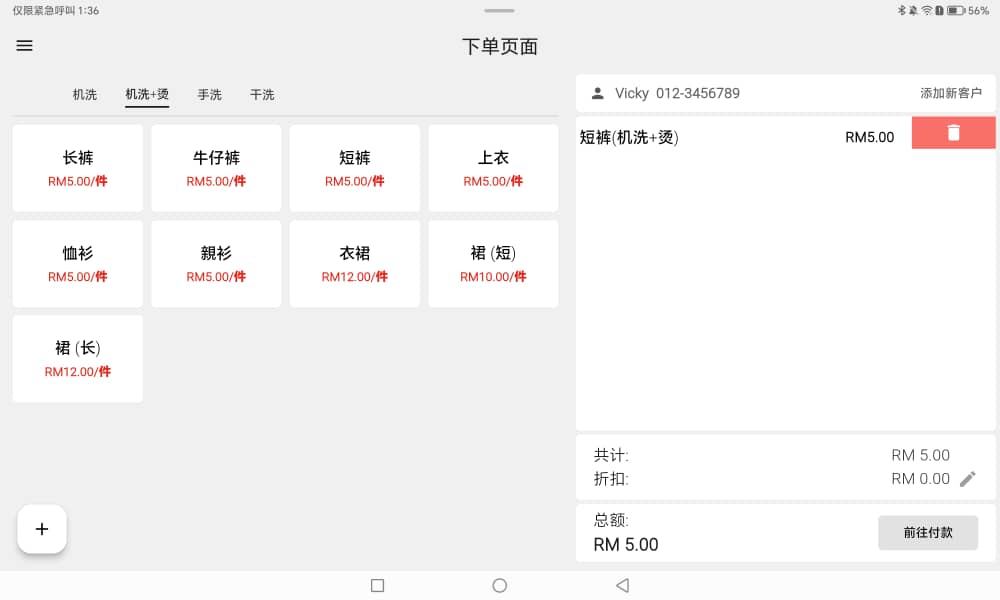 仅限紧急呼叫 1:36
56%
下单页面
机洗 机洗+烫 手洗 干洗
长裤 牛仔裤 短裤 上衣
RM5.00/件 RM5.00/件 RM5.00/件 RM5.00/件
恤衫 親衫 衣裙 裙 (短)
RM5.00/件 RM5.00/件 RM12.00/件 RM10.00/件
裙 (长)
RM12.00/件
+
Vicky 012-3456789 添加新客户
短裤(机洗+烫) RM5.00
共计: RM 5.00
折扣: RM 0.00
总额:
RM 5.00
前往付款